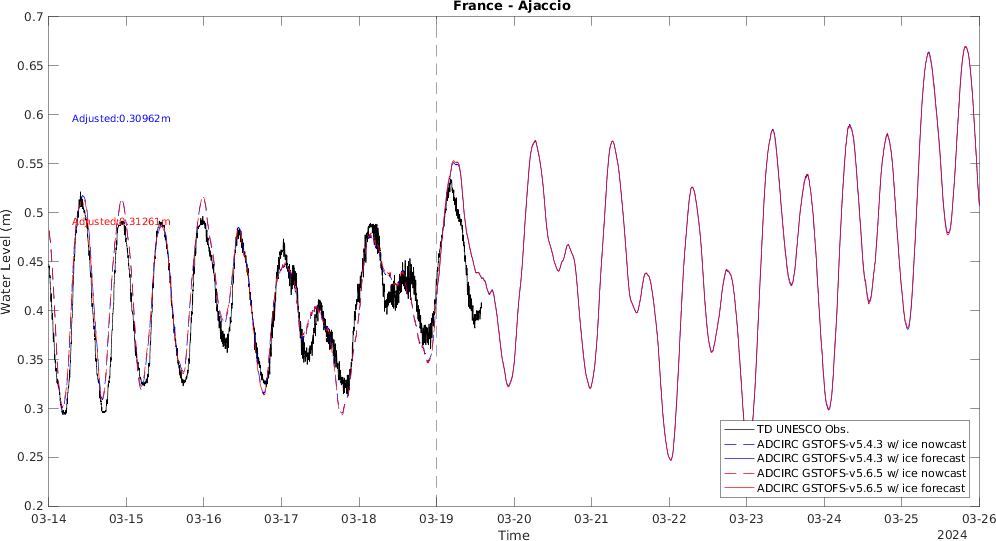 France - Ajaccio
0.7
0.65
0.6
0.55
0.5
0.45
0.4
0.35
0.3
0.25
0.2
Water Level (m)
Adjusted:0.30962m
Adjusted:0.31261m
TD UNESCO Obs.
ADCIRC GSTOFS-v5.4.3 w/ ice nowcast
ADCIRC GSTOFS-v5.4.3 w/ ice forecast
ADCIRC GSTOFS-v5.6.5 w/ ice nowcast
ADCIRC GSTOFS-v5.6.5 w/ ice forecast
03-14 03-15 03-16 03-17 03-18 03-19 03-20 03-21 03-22 03-23 03-24 03-25 03-26
Time
2024